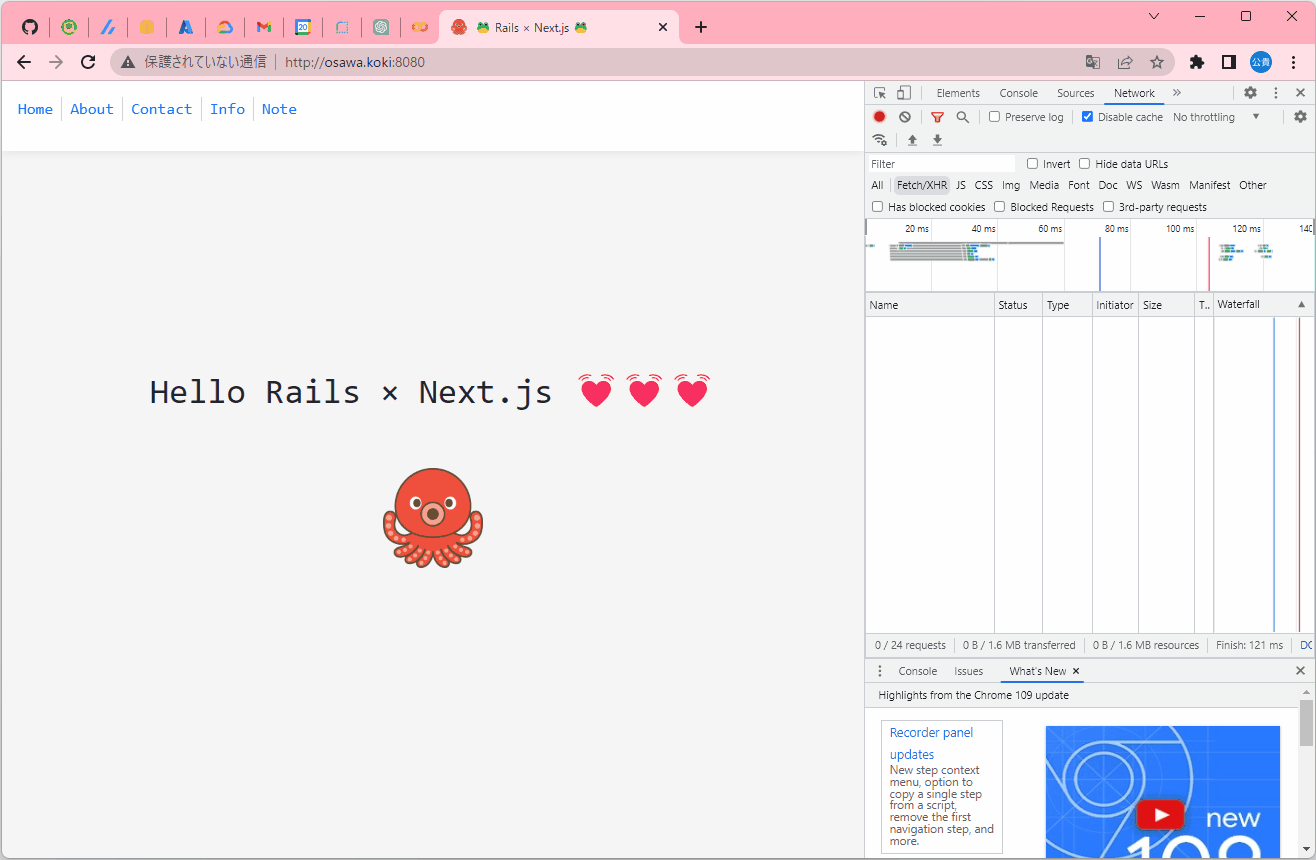 20
🐸 Rails × Next.js 🐸
保護されていない通信
http://osawa.koki:8080
公貴
Home About Contact Info Note
Hello Rails × Next.js 💓 💓 💓
Elements Console Sources Network
Preserve log Disable cache No throttling
Filter Invert Hide data URLs
All Fetch/XHR JS CSS Img Media Font Doc WS Wasm Manifest Other
Has blocked cookies Blocked Requests 3rd-party requests
20 ms 40 ms 60 ms 80 ms 100 ms 120 ms 140
Name Status Type Initiator Size T.. Waterfall
0 / 24 requests 0 B / 1.6 MB transferred 0 B / 1.6 MB resources Finish: 121 ms DC
Console Issues What's New
Highlights from the Chrome 109 update
Recorder panel
updates
New step context
menu, option to
copy a single step
from a script,
remove the first
navigation step, and
more.
new
109